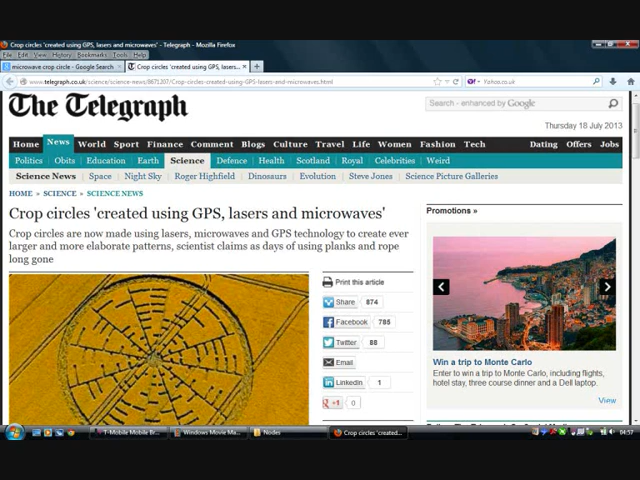 Crop circles 'created using GPS, lasers and microwaves' - Telegraph - Mozilla Firefox
File Edit View History Bookmarks Tools Help
microwave crop circle - Google Search
Crop circles 'created using GPS, lasers...
www.telegraph.co.uk/science/science-news/8671207/Crop-circles-created-using-GPS-lasers-and-microwaves.html
Yahoo.co.uk
The Telegraph
Search - enhanced by Google
Thursday 18 July 2013
Home News World Sport Finance Comment Blogs Culture Travel Life Women Fashion Tech Dating Offers Jobs
Politics Obits Education Earth Science Defence Health Scotland Royal Celebrities Weird
Science News Space Night Sky Roger Highfield Dinosaurs Evolution Steve Jones Science Picture Galleries
HOME » SCIENCE » SCIENCE NEWS
Crop circles 'created using GPS, lasers and microwaves'
Crop circles are now made using lasers, microwaves and GPS technology to create ever
larger and more elaborate patterns, scientist claims as days of using planks and rope
long gone
Print this article
Share 874
Facebook 785
Twitter 88
Email
LinkedIn 1
+1 0
Promotions »
Win a trip to Monte Carlo
Enter to win a trip to Monte Carlo, including flights,
hotel stay, three course dinner and a Dell laptop.
View
T-Mobile Mobile Br...
Windows Movie Ma...
Nodes
Crop circles 'created...
04:57